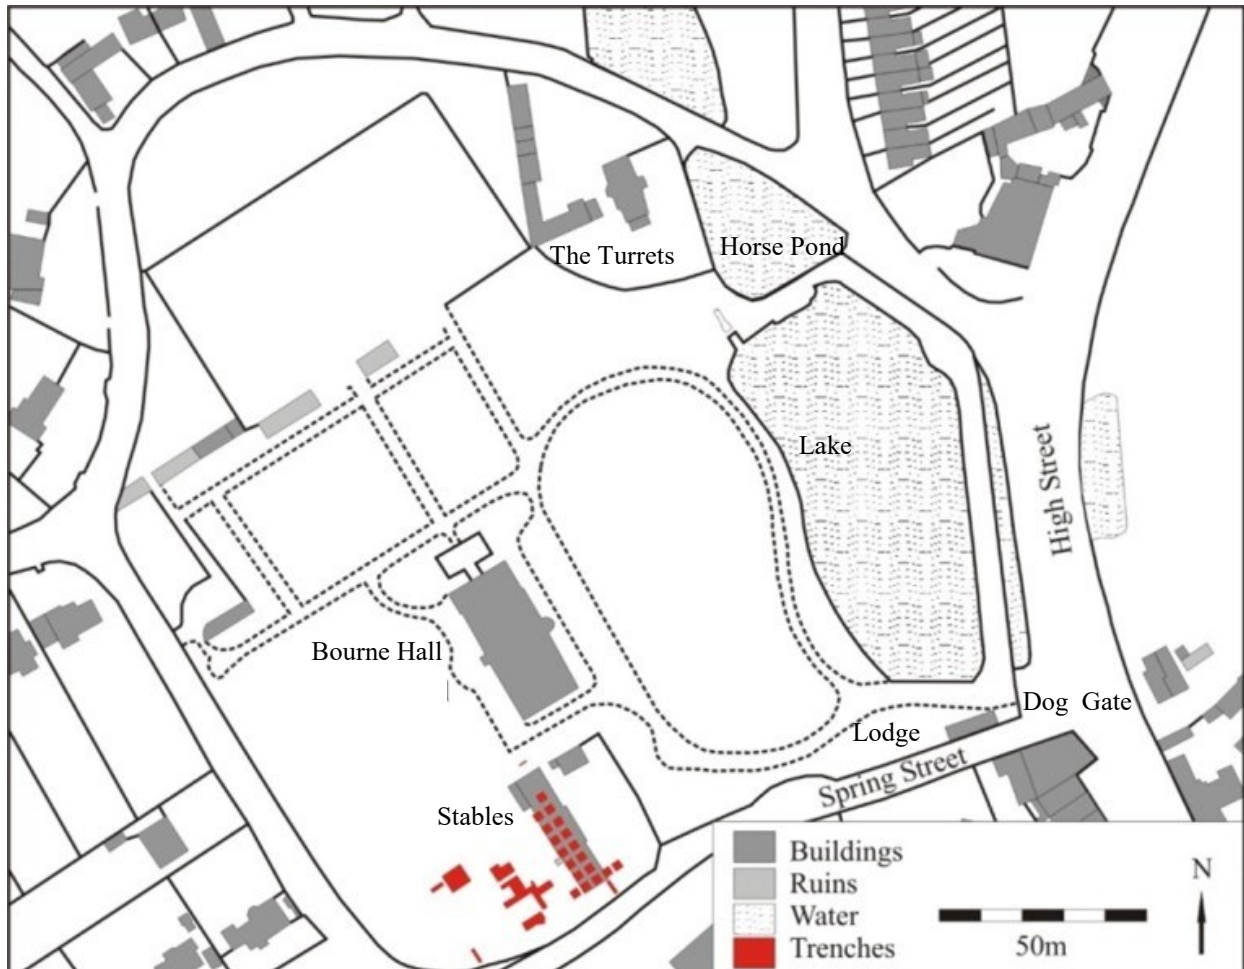 The Turrets
Horse Pond
Lake
High Street
Bourne Hall
Dog Gate
Lodge
Spring Street
Stables
Buildings
Ruins
Water
Trenches
N
50m